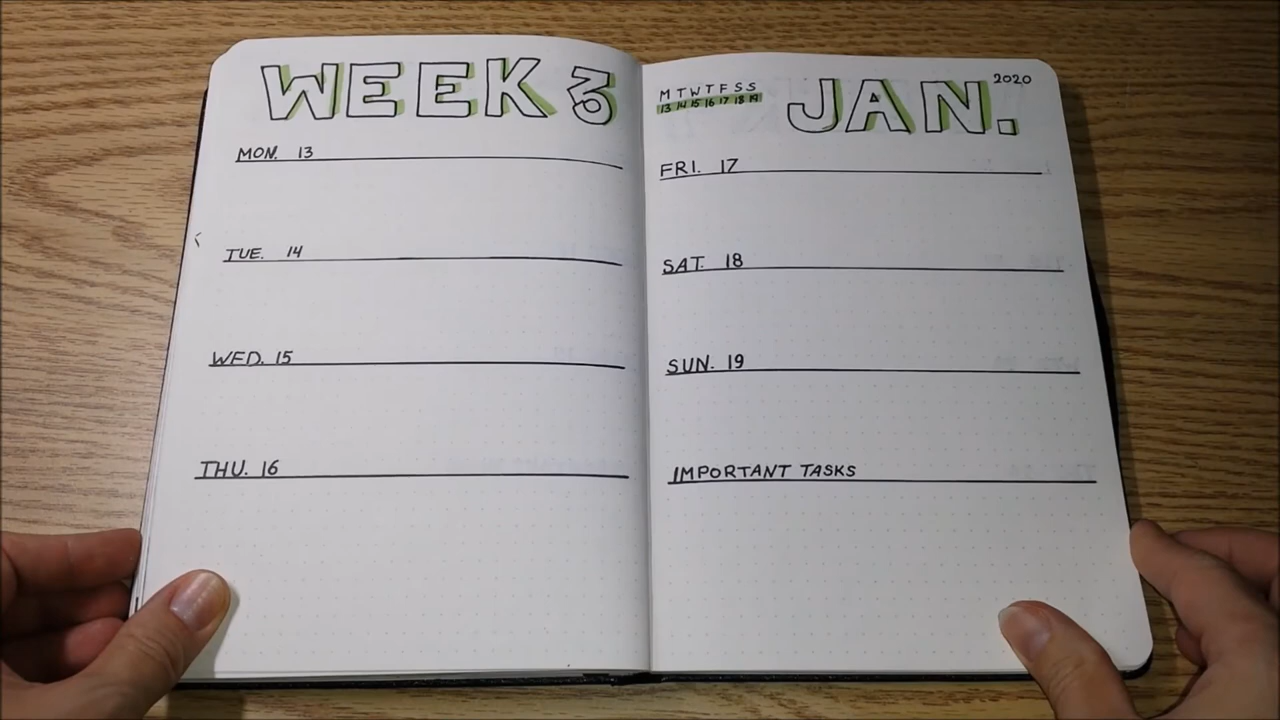 WEEK 3
MON. 13
TUE. 14
WED. 15
THU. 16
M T W T F S S
13 14 15 16 17 18 19
JAN.
2020
FRI. 17
SAT. 18
SUN. 19
IMPORTANT TASKS